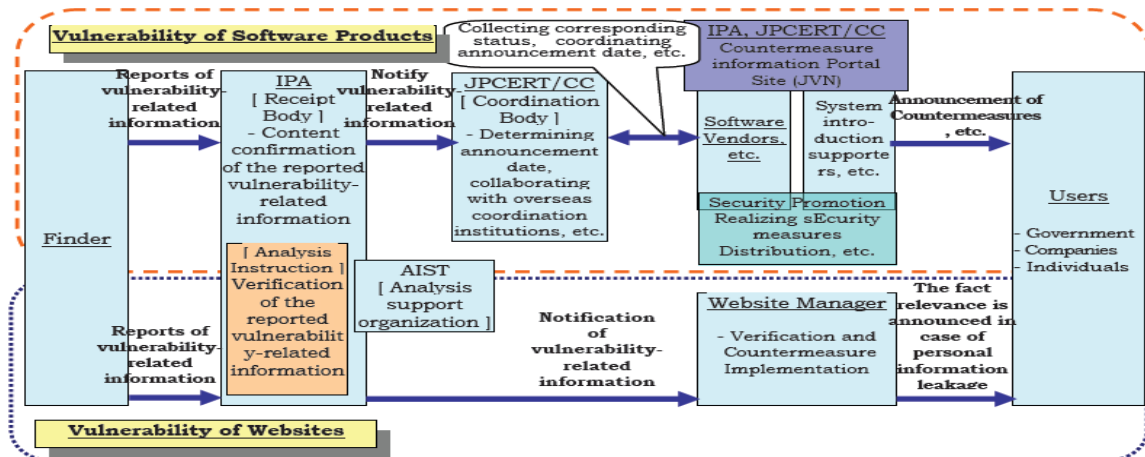 Vulnerability of Software Products
Collecting corresponding
status, coordinating
announcement date, etc.
IPA, JPCERT/CC
Countermeasure
information Portal
Site (JVN)
Finder
Reports of
vulnerability-
related
information
IPA
[ Receipt
Body ]
- Content
confirmation
of the reported
vulnerability-
related
information
Notify
vulnerability-
related
information
JPCERT/CC
[ Coordination
Body ]
- Determining
announcement
date,
collaborating
with overseas
coordination
institutions, etc.
Software
Vendors,
etc.
System
intro-
duction
supporte
rs, etc.
Security Promotion
Realizing sEcurity
measures
Distribution, etc.
Announcement of
Countermeasures
, etc.
Users
- Government
- Companies
- Individuals
[ Analysis
Instruction ]
Verification
of the
reported
vulnerabili
ty-related
information
AIST
[ Analysis
support
organization ]
Reports of
vulnerability-
related
information
Notification
of
vulnerability-
related
information
Website Manager
- Verification and
Countermeasure
Implementation
The fact
relevance is
announced in
case of
personal
information
leakage
Vulnerability of Websites